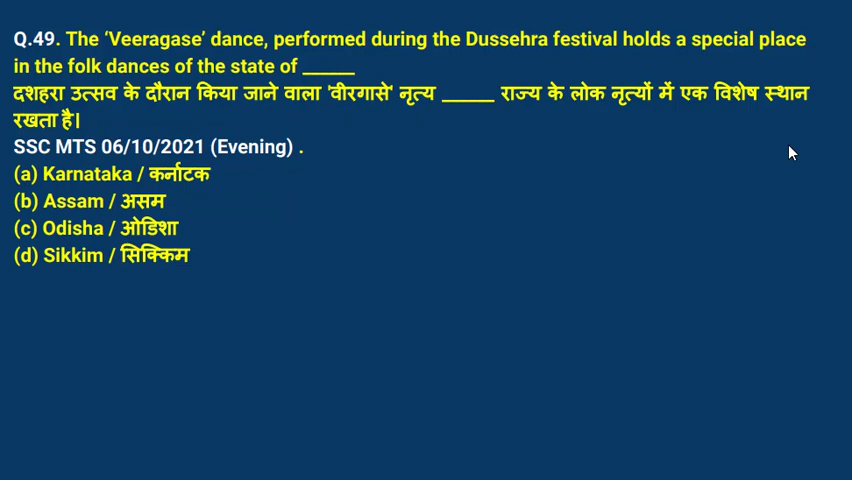 Q.49. The ‘Veeragase’ dance, performed during the Dussehra festival holds a special place
in the folk dances of the state of ______
दशहरा उत्सव के दौरान किया जाने वाला 'वीरगासे' नृत्य ______ राज्य के लोक नृत्यों में एक विशेष स्थान
रखता है।
SSC MTS 06/10/2021 (Evening) .
(a) Karnataka / कर्नाटक
(b) Assam / असम
(c) Odisha / ओडिशा
(d) Sikkim / सिक्किम